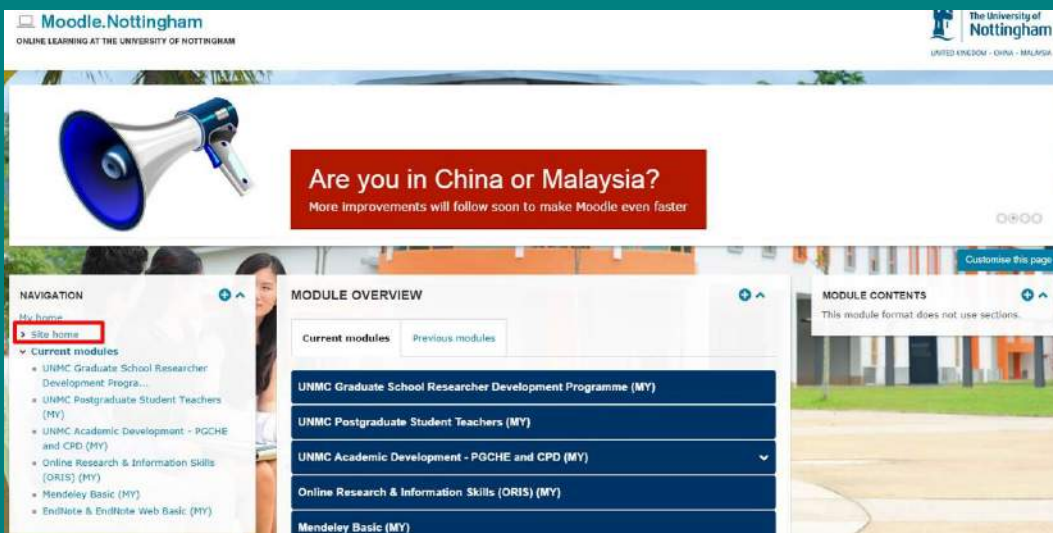 Moodle.Nottingham
ONLINE LEARNING AT THE UNIVERSITY OF NOTTINGHAM
The University of
Nottingham
UNITED KINGDOM - CHINA - MALAYSIA
Are you in China or Malaysia?
More improvements will follow soon to make Moodle even faster
Customise this page
NAVIGATION
My home
Site home
Current modules
UNMC Graduate School Researcher
Development Progra...
UNMC Postgraduate Student Teachers
(MY)
UNMC Academic Development - PGCHE
and CPD (MY)
Online Research & Information Skills
(ORIS) (MY)
Mendeley Basic (MY)
EndNote & EndNote Web Basic (MY)
MODULE OVERVIEW
Current modules
Previous modules
UNMC Graduate School Researcher Development Programme (MY)
UNMC Postgraduate Student Teachers (MY)
UNMC Academic Development - PGCHE and CPD (MY)
Online Research & Information Skills (ORIS) (MY)
Mendeley Basic (MY)
MODULE CONTENTS
This module format does not use sections.